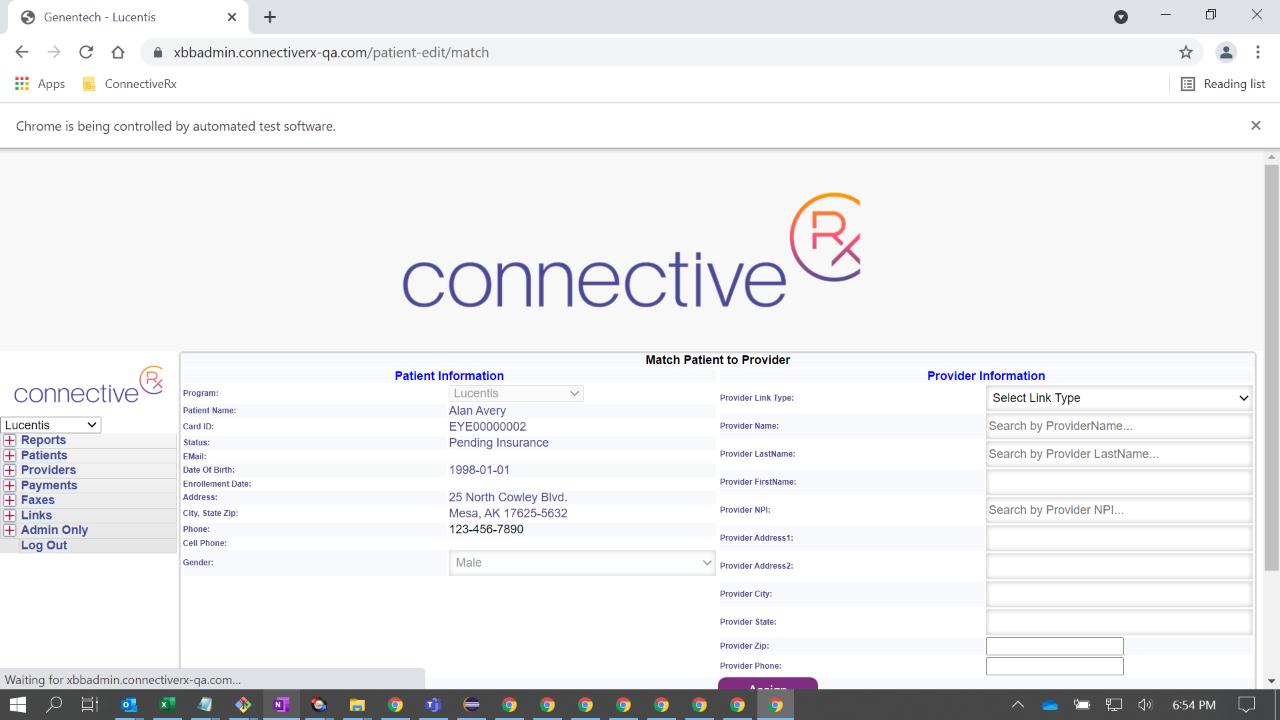 Genentech - Lucentis
xbbadmin.connectiverx-qa.com/patient-edit/match
Apps
ConnectiveRx
Reading list
Chrome is being controlled by automated test software.
connective Rx
connective Rx
Lucentis
Reports
Patients
Providers
Payments
Faxes
Links
Admin Only
Log Out
Match Patient to Provider
Patient Information
Program: Lucentis
Patient Name: Alan Avery
Card ID: EYE00000002
Status: Pending Insurance
EMail:
Date Of Birth: 1998-01-01
Enrollment Date:
Address: 25 North Cowley Blvd.
City, State Zip: Mesa, AK 17625-5632
Phone: 123-456-7890
Cell Phone:
Gender: Male
Provider Information
Provider Link Type: Select Link Type
Provider Name: Search by ProviderName...
Provider LastName: Search by Provider LastName...
Provider FirstName:
Provider NPI: Search by Provider NPI...
Provider Address1:
Provider Address2:
Provider City:
Provider State:
Provider Zip:
Provider Phone:
Assign
Waiting for xbbadmin.connectiverx-qa.com...
6:54 PM